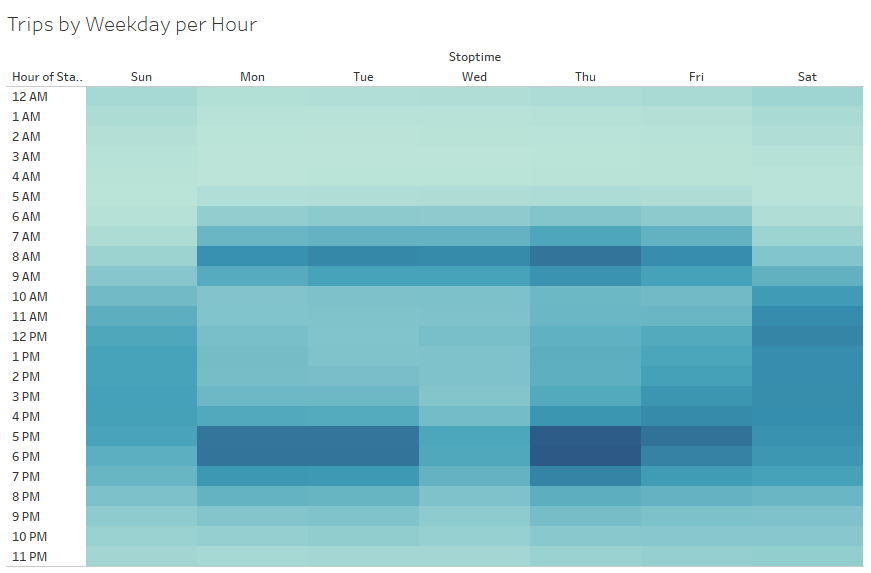 Trips by Weekday per Hour
Stoptime
Hour of Sta.. Sun Mon Tue Wed Thu Fri Sat
12 AM
1 AM
2 AM
3 AM
4 AM
5 AM
6 AM
7 AM
8 AM
9 AM
10 AM
11 AM
12 PM
1 PM
2 PM
3 PM
4 PM
5 PM
6 PM
7 PM
8 PM
9 PM
10 PM
11 PM